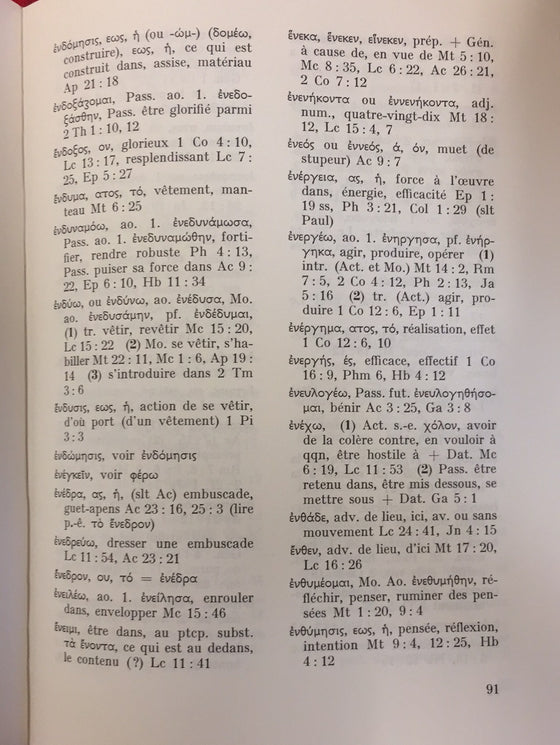 ἐνδόμησις, εως, ἡ (ou -ώμ-) (δομέω,
construire), εως, ἡ, ce qui est
construit dans, assise, matériau
Ap 21 : 18
ἐνδοξάζομαι, Pass. ao. 1. ἐνεδο-
ξάσθην, Pass. être glorifié parmi
2 Th 1 : 10, 12
ἔνδοξος, ον, glorieux 1 Co 4 : 10,
Lc 13 : 17, resplendissant Lc 7 :
25, Ep 5 : 27
ἔνδυμα, ατος, τό, vêtement, man-
teau Mt 6 : 25
ἐνδυναμόω, ao. 1. ἐνεδυνάμωσα,
Pass. ao. 1. ἐνεδυναμώθην, forti-
fier, rendre robuste Ph 4 : 13,
Pass. puiser sa force dans Ac 9 :
22, Ep 6 : 10, Hb 11 : 34
ἐνδύω, ou ἐνδύνω, ao. ἐνέδυσα, Mo.
ao. ἐνεδυσάμην, pf. ἐνδέδυμαι,
(1) tr. vêtir, revêtir Mc 15 : 20,
Lc 15 : 22 (2) Mo. se vêtir, s'ha-
biller Mt 22 : 11, Mc 1 : 6, Ap 19 :
14 (3) s'introduire dans 2 Tm
3 : 6
ἔνδυσις, εως, ἡ, action de se vêtir,
d'où port (d'un vêtement) 1 Pi
3 : 3
ἐνδώμησις, voir ἐνδόμησις
ἐνέγκεῖν, voir φέρω
ἐνέδρα, ας, ἡ, (slt Ac) embuscade,
guet-apens Ac 23 : 16, 25 : 3 (lire
p.-ê. τὸ ἔνεδρον)
ἐνεδρεύω, dresser une embuscade
Lc 11 : 54, Ac 23 : 21
ἔνεδρον, ου, τό = ἐνέδρα
ἐνειλέω, ao. 1. ἐνείλησα, enrouler
dans, envelopper Mc 15 : 46
ἔνειμι, être dans, au ptcp. subst.
τὰ ἔνοντα, ce qui est au dedans,
le contenu (?) Lc 11 : 41
ἕνεκα, ἕνεκεν, εἵνεκεν, prép. + Gén.
à cause de, en vue de Mt 5 : 10,
Mc 8 : 35, Lc 6 : 22, Ac 26 : 21,
2 Co 7 : 12
ἐνενήκοντα ou ἐννενήκοντα, adj.
num., quatre-vingt-dix Mt 18 :
12, Lc 15 : 4, 7
ἐνεός ou ἐννεός, ά, όν, muet (de
stupeur) Ac 9 : 7
ἐνέργεια, ας, ἡ, force à l'œuvre
dans, énergie, efficacité Ep 1 :
19 ss, Ph 3 : 21, Col 1 : 29 (slt
Paul)
ἐνεργέω, ao. 1. ἐνήργησα, pf. ἐνήρ-
γηκα, agir, produire, opérer (1)
intr. (Act. et Mo.) Mt 14 : 2, Rm
7 : 5, 2 Co 4 : 12, Ph 2 : 13, Ja
5 : 16 (2) tr. (Act.) agir, pro-
duire 1 Co 12 : 6, Ep 1 : 11
ἐνέργημα, ατος, τό, réalisation, effet
1 Co 12 : 6, 10
ἐνεργής, ές, efficace, effectif 1 Co
16 : 9, Phm 6, Hb 4 : 12
ἐνευλογέω, Pass. fut. ἐνευλογηθήσο-
μαι, bénir Ac 3 : 25, Ga 3 : 8
ἐνέχω, (1) Act. s.-e. χόλον, avoir
de la colère contre, en vouloir à
qqn, être hostile à + Dat. Mc
6 : 19, Lc 11 : 53 (2) Pass. être
retenu dans, être mis dessous, se
mettre sous + Dat. Ga 5 : 1
ἐνθάδε, adv. de lieu, ici, av. ou sans
mouvement Lc 24 : 41, Jn 4 : 15
ἔνθεν, adv. de lieu, d'ici Mt 17 : 20,
Lc 16 : 26
ἐνθυμέομαι, Mo. Ao. ἐνεθυμήθην, ré-
fléchir, penser, ruminer des pen-
sées Mt 1 : 20, 9 : 4
ἐνθύμησις, εως, ἡ, pensée, réflexion,
intention Mt 9 : 4, 12 : 25, Hb
4 : 12
91